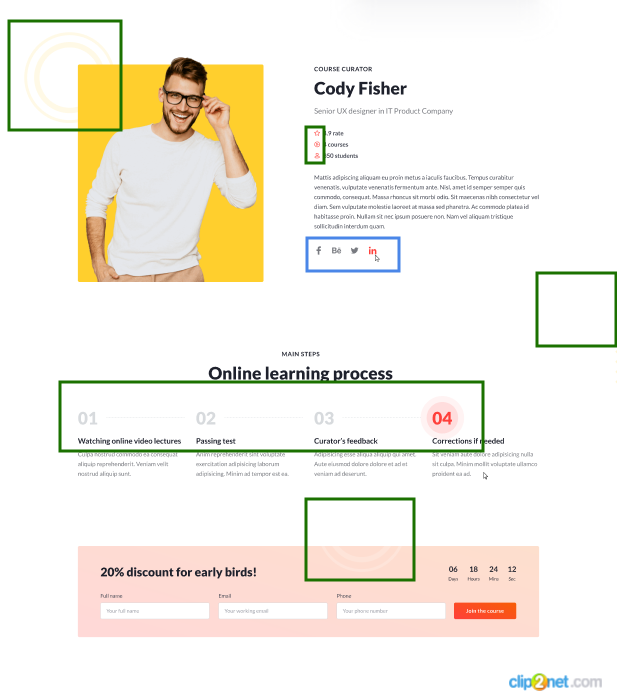 COURSE CURATOR
Cody Fisher
Senior UX designer in IT Product Company
.9 rate
courses
350 students
Mattis adipiscing aliquam eu proin metus a iaculis faucibus. Tempus curabitur
venenatis, vulputate venenatis fermentum ante. Nisl, amet id semper semper quis
commodo, consequat. Massa rhoncus sit morbi odio. Sit maecenas nibh consectetur vel
diam. Sem vulputate molestie laoreet at massa sed pharetra. Ac commodo platea id
habitasse proin. Nullam sit nec ipsum posuere non. Nam vel aliquam tristique
sollicitudin interdum quam.
f Bē in
MAIN STEPS
Online learning process
01 02 03 04
Watching online video lectures Passing test Curator's feedback Corrections if needed
Culpa nostrud commodo ea consequat Anim reprehenderit sint voluptate Adipisicing esse aliqua aliquip qui amet. Sit veniam aute dolore adipisicing nulla
aliquip reprehenderit. Veniam velit exercitation adipisicing laborum Aute eiusmod dolore dolore et ad et sit culpa. Minim mollit voluptate ullamco
nostrud aliquip sunt. adipisicing. Minim ad tempor est ea. veniam ad deserunt. proident ea ad.
20% discount for early birds! 06 18 24 12
Days Hours Minu Sec
Full name Email Phone
Your full name Your working email Your phone number Join the course
clip2net.com